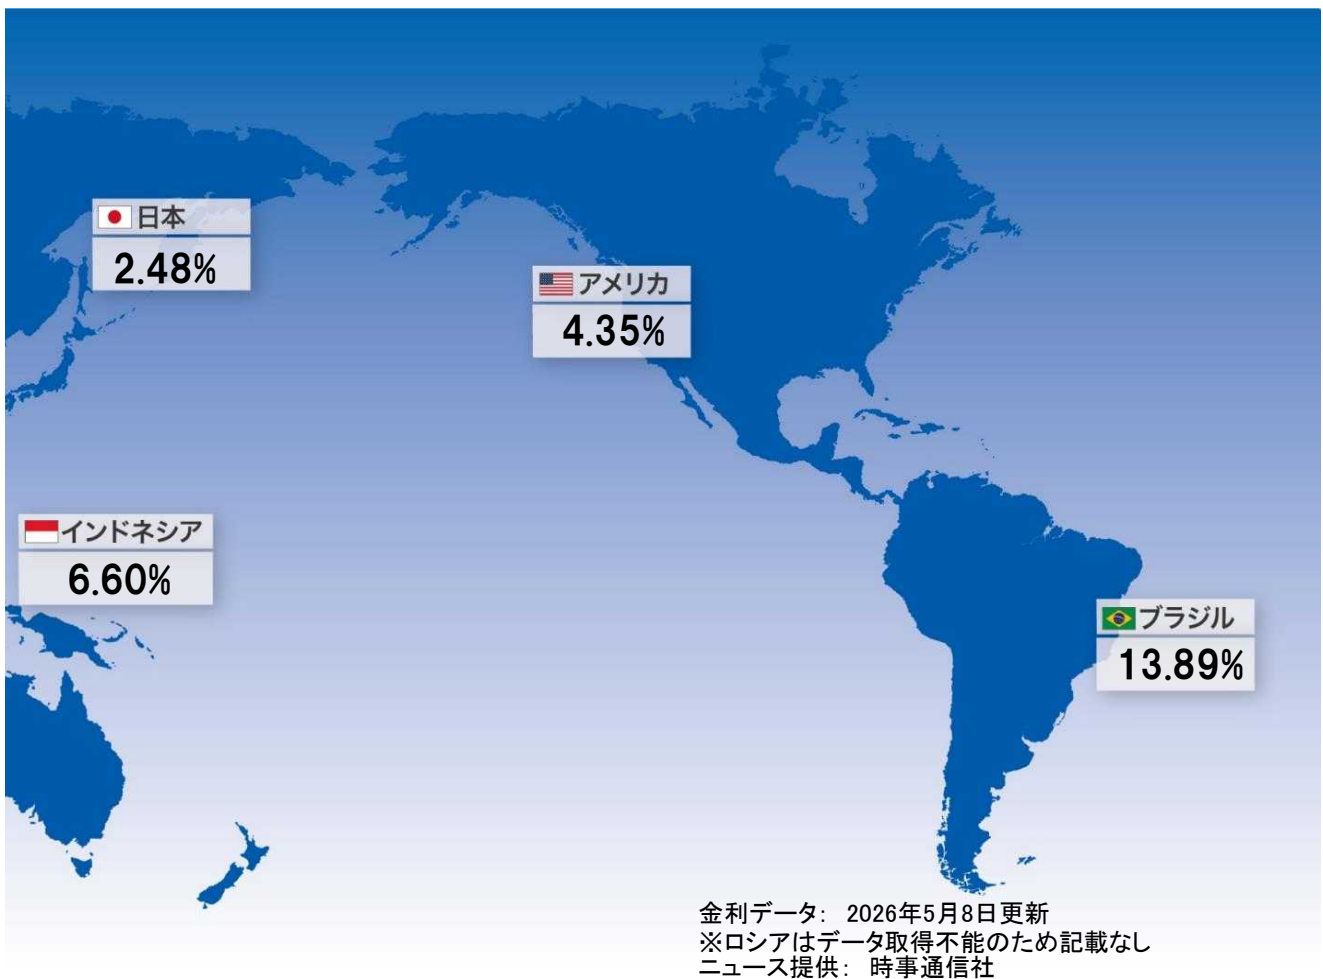 日本
2.48%
アメリカ
4.35%
インドネシア
6.60%
ブラジル
13.89%
金利データ: 2026年5月8日更新
※ロシアはデータ取得不能のため記載なし
ニュース提供: 時事通信社